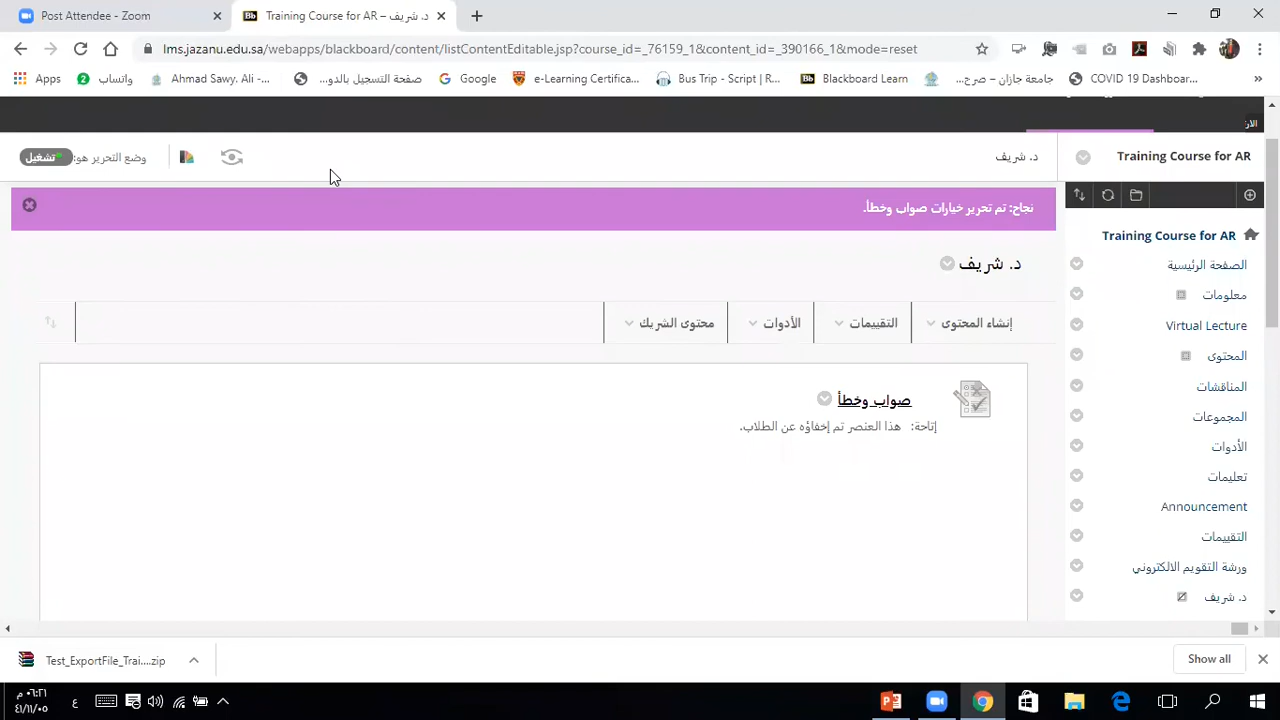 Post Attendee - Zoom
Training Course for AR – د. شريف
lms.jazanu.edu.sa/webapps/blackboard/content/listContentEditable.jsp?course_id=_76159_1&content_id=_390166_1&mode=reset
Apps
واتساب
Ahmad Sawy. Ali -...
صفحة التسجيل بالدو...
Google
e-Learning Certifica...
Bus Trip - Script | R...
Blackboard Learn
جامعة جازان – صرح...
COVID 19 Dashboar...
»
Training Course for AR
د. شريف
وضع التحرير هو: تشغيل
نجاح: تم تحرير خيارات صواب وخطأ.
د. شريف
إنشاء المحتوى
التقييمات
الأدوات
محتوى الشريك
صواب وخطأ
إتاحة: هذا العنصر تم إخفاؤه عن الطلاب.
Training Course for AR
الصفحة الرئيسية
معلومات
Virtual Lecture
المحتوى
المناقشات
المجموعات
الأدوات
تعليمات
Announcement
التقييمات
ورشة التقويم الالكتروني
د. شريف
Test_ExportFile_Trai....zip
Show all
٠٦:٢١ م
ع